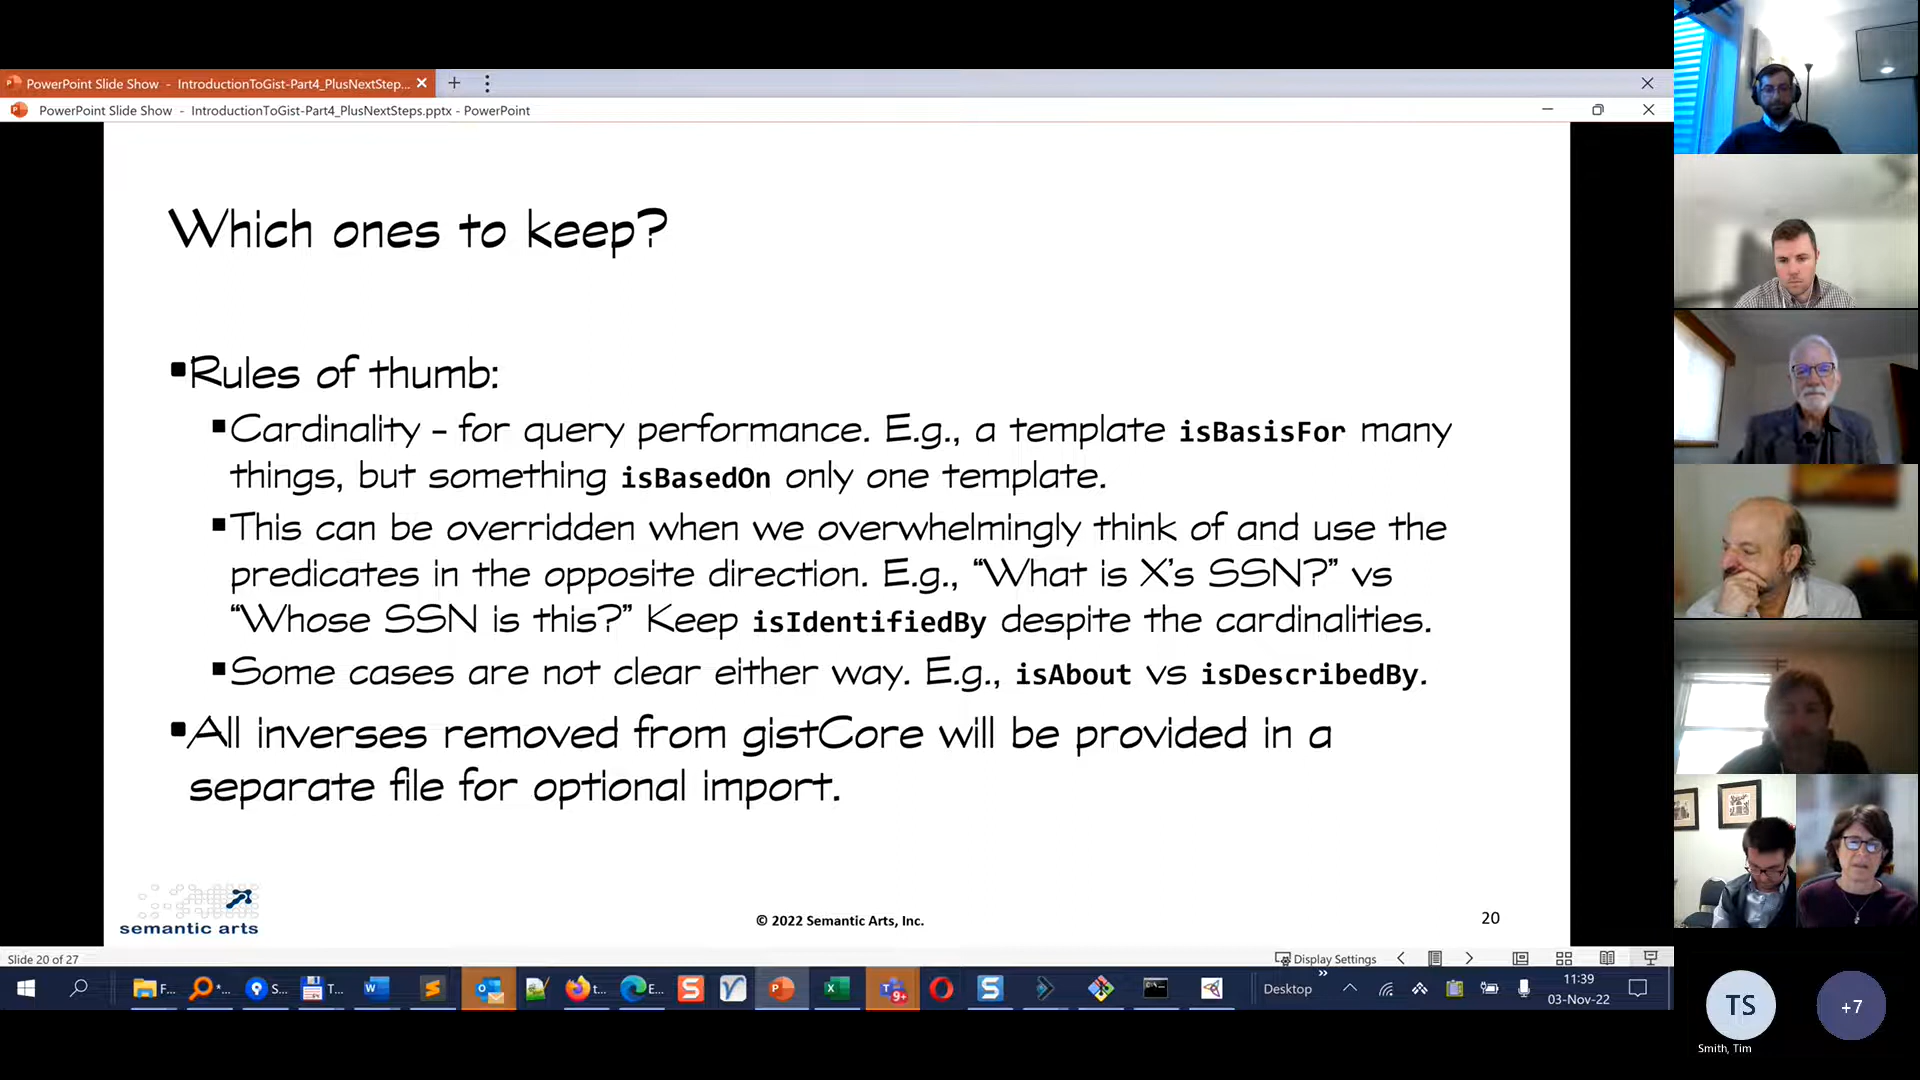 PowerPoint Slide Show - IntroductionToGist-Part4_PlusNextStep...
PowerPoint Slide Show - IntroductionToGist-Part4_PlusNextSteps.pptx - PowerPoint
Which ones to keep?
Rules of thumb:
Cardinality - for query performance. E.g., a template isBasisFor many
things, but something isBasedOn only one template.
This can be overridden when we overwhelmingly think of and use the
predicates in the opposite direction. E.g., “What is X’s SSN?” vs
“Whose SSN is this?” Keep isIdentifiedBy despite the cardinalities.
Some cases are not clear either way. E.g., isAbout vs isDescribedBy.
All inverses removed from gistCore will be provided in a
separate file for optional import.
semantic arts
© 2022 Semantic Arts, Inc.
20
Slide 20 of 27
Display Settings
F...
S...
T...
t...
E...
9+
Desktop
11:39
03-Nov-22
TS
Smith, Tim
+7